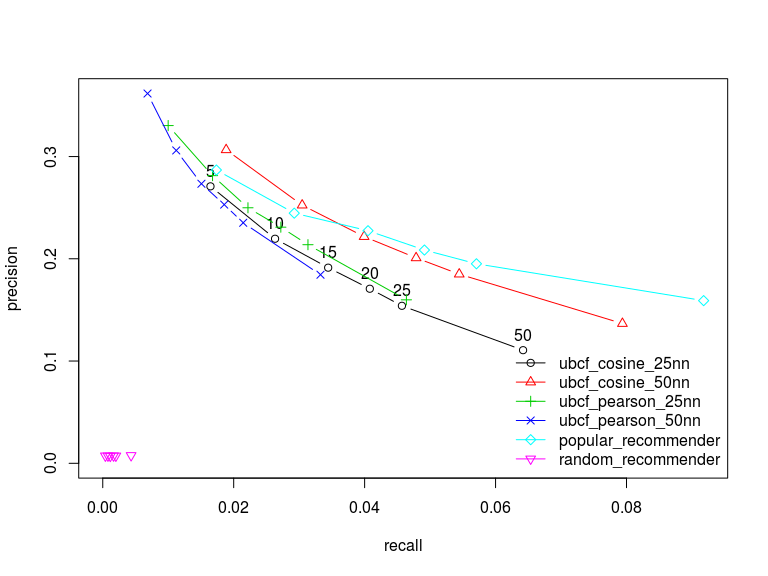 precision
0.3
0.2
0.1
0.0
5
10
15
20
25
50
ubcf_cosine_25nn
ubcf_cosine_50nn
ubcf_pearson_25nn
ubcf_pearson_50nn
popular_recommender
random_recommender
0.00 0.02 0.04 0.06 0.08
recall